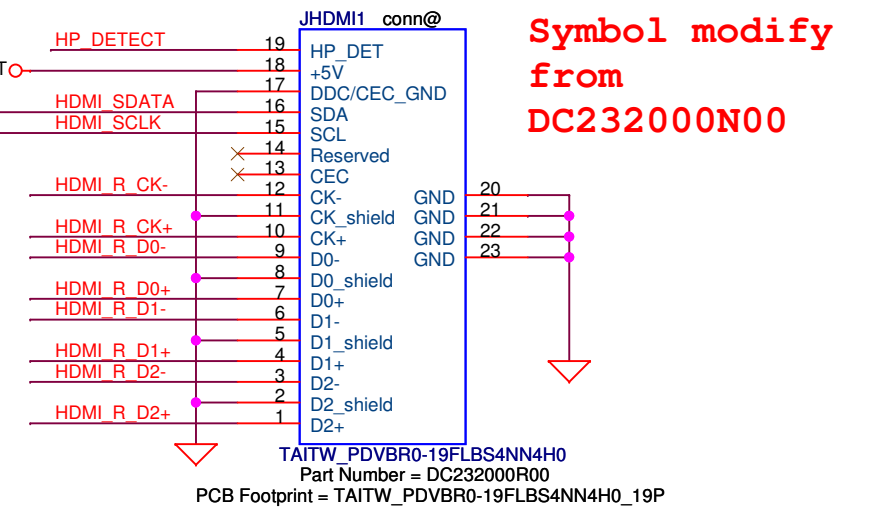 JHDMI1 conn@
Symbol modify
from
DC232000N00
HP_DETECT 19 HP_DET
T 18 +5V
17 DDC/CEC_GND
HDMI_SDATA 16 SDA
HDMI_SCLK 15 SCL
14 Reserved
13 CEC
HDMI_R_CK- 12 CK- GND 20
11 CK_shield GND 21
HDMI_R_CK+ 10 CK+ GND 22
HDMI_R_D0- 9 D0- GND 23
8 D0_shield
HDMI_R_D0+ 7 D0+
HDMI_R_D1- 6 D1-
5 D1_shield
HDMI_R_D1+ 4 D1+
HDMI_R_D2- 3 D2-
2 D2_shield
HDMI_R_D2+ 1 D2+
TAITW_PDVBR0-19FLBS4NN4H0
Part Number = DC232000R00
PCB Footprint = TAITW_PDVBR0-19FLBS4NN4H0_19P